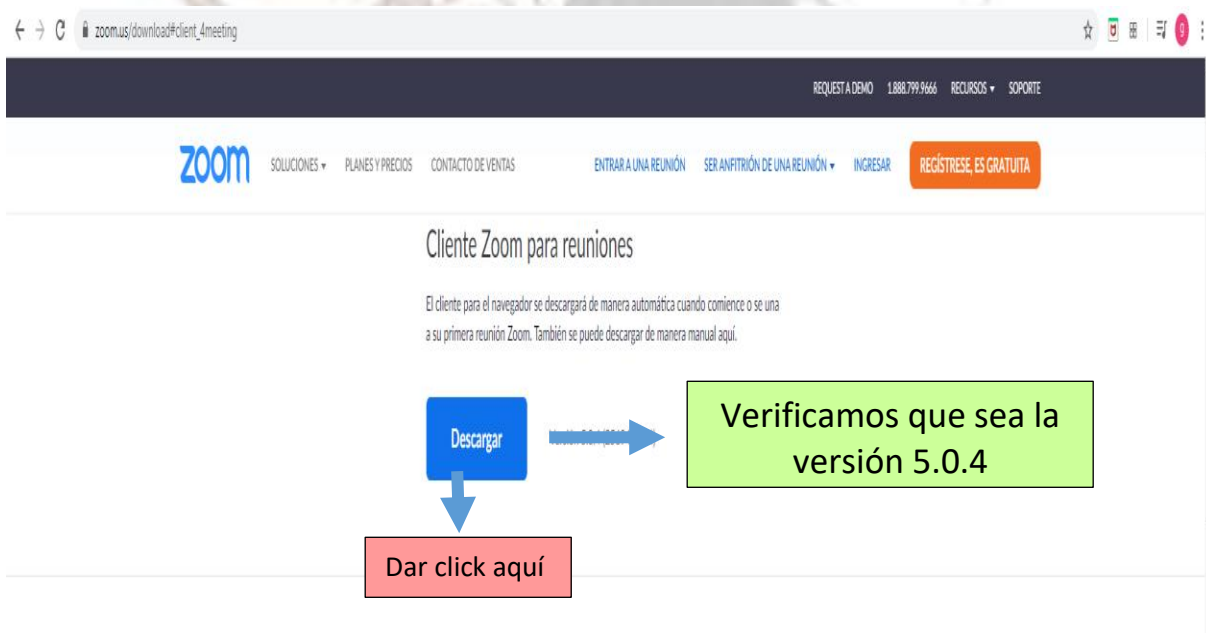 zoom.us/download#client_4meeting
REQUEST A DEMO 1.888.799.9666 RECURSOS SOPORTE
zoom SOLUCIONES PLANES Y PRECIOS CONTACTO DE VENTAS ENTRAR A UNA REUNIÓN SER ANFITRIÓN DE UNA REUNIÓN INGRESAR REGÍSTRESE, ES GRATUITA
Cliente Zoom para reuniones
El cliente para el navegador se descargará de manera automática cuando comience o se una
a su primera reunión Zoom. También se puede descargar de manera manual aquí.
Descargar
Verificamos que sea la
versión 5.0.4
Dar click aquí